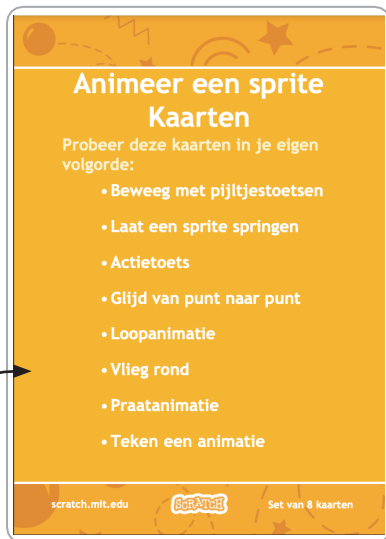 Animeer een sprite
Kaarten
Probeer deze kaarten in je eigen
volgorde:
• Beweeg met pijltjestoetsen
• Laat een sprite springen
• Actietoets
• Glijd van punt naar punt
• Loopanimatie
• Vlieg rond
• Praatanimatie
• Teken een animatie
scratch.mit.edu SCRATCH Set van 8 kaarten